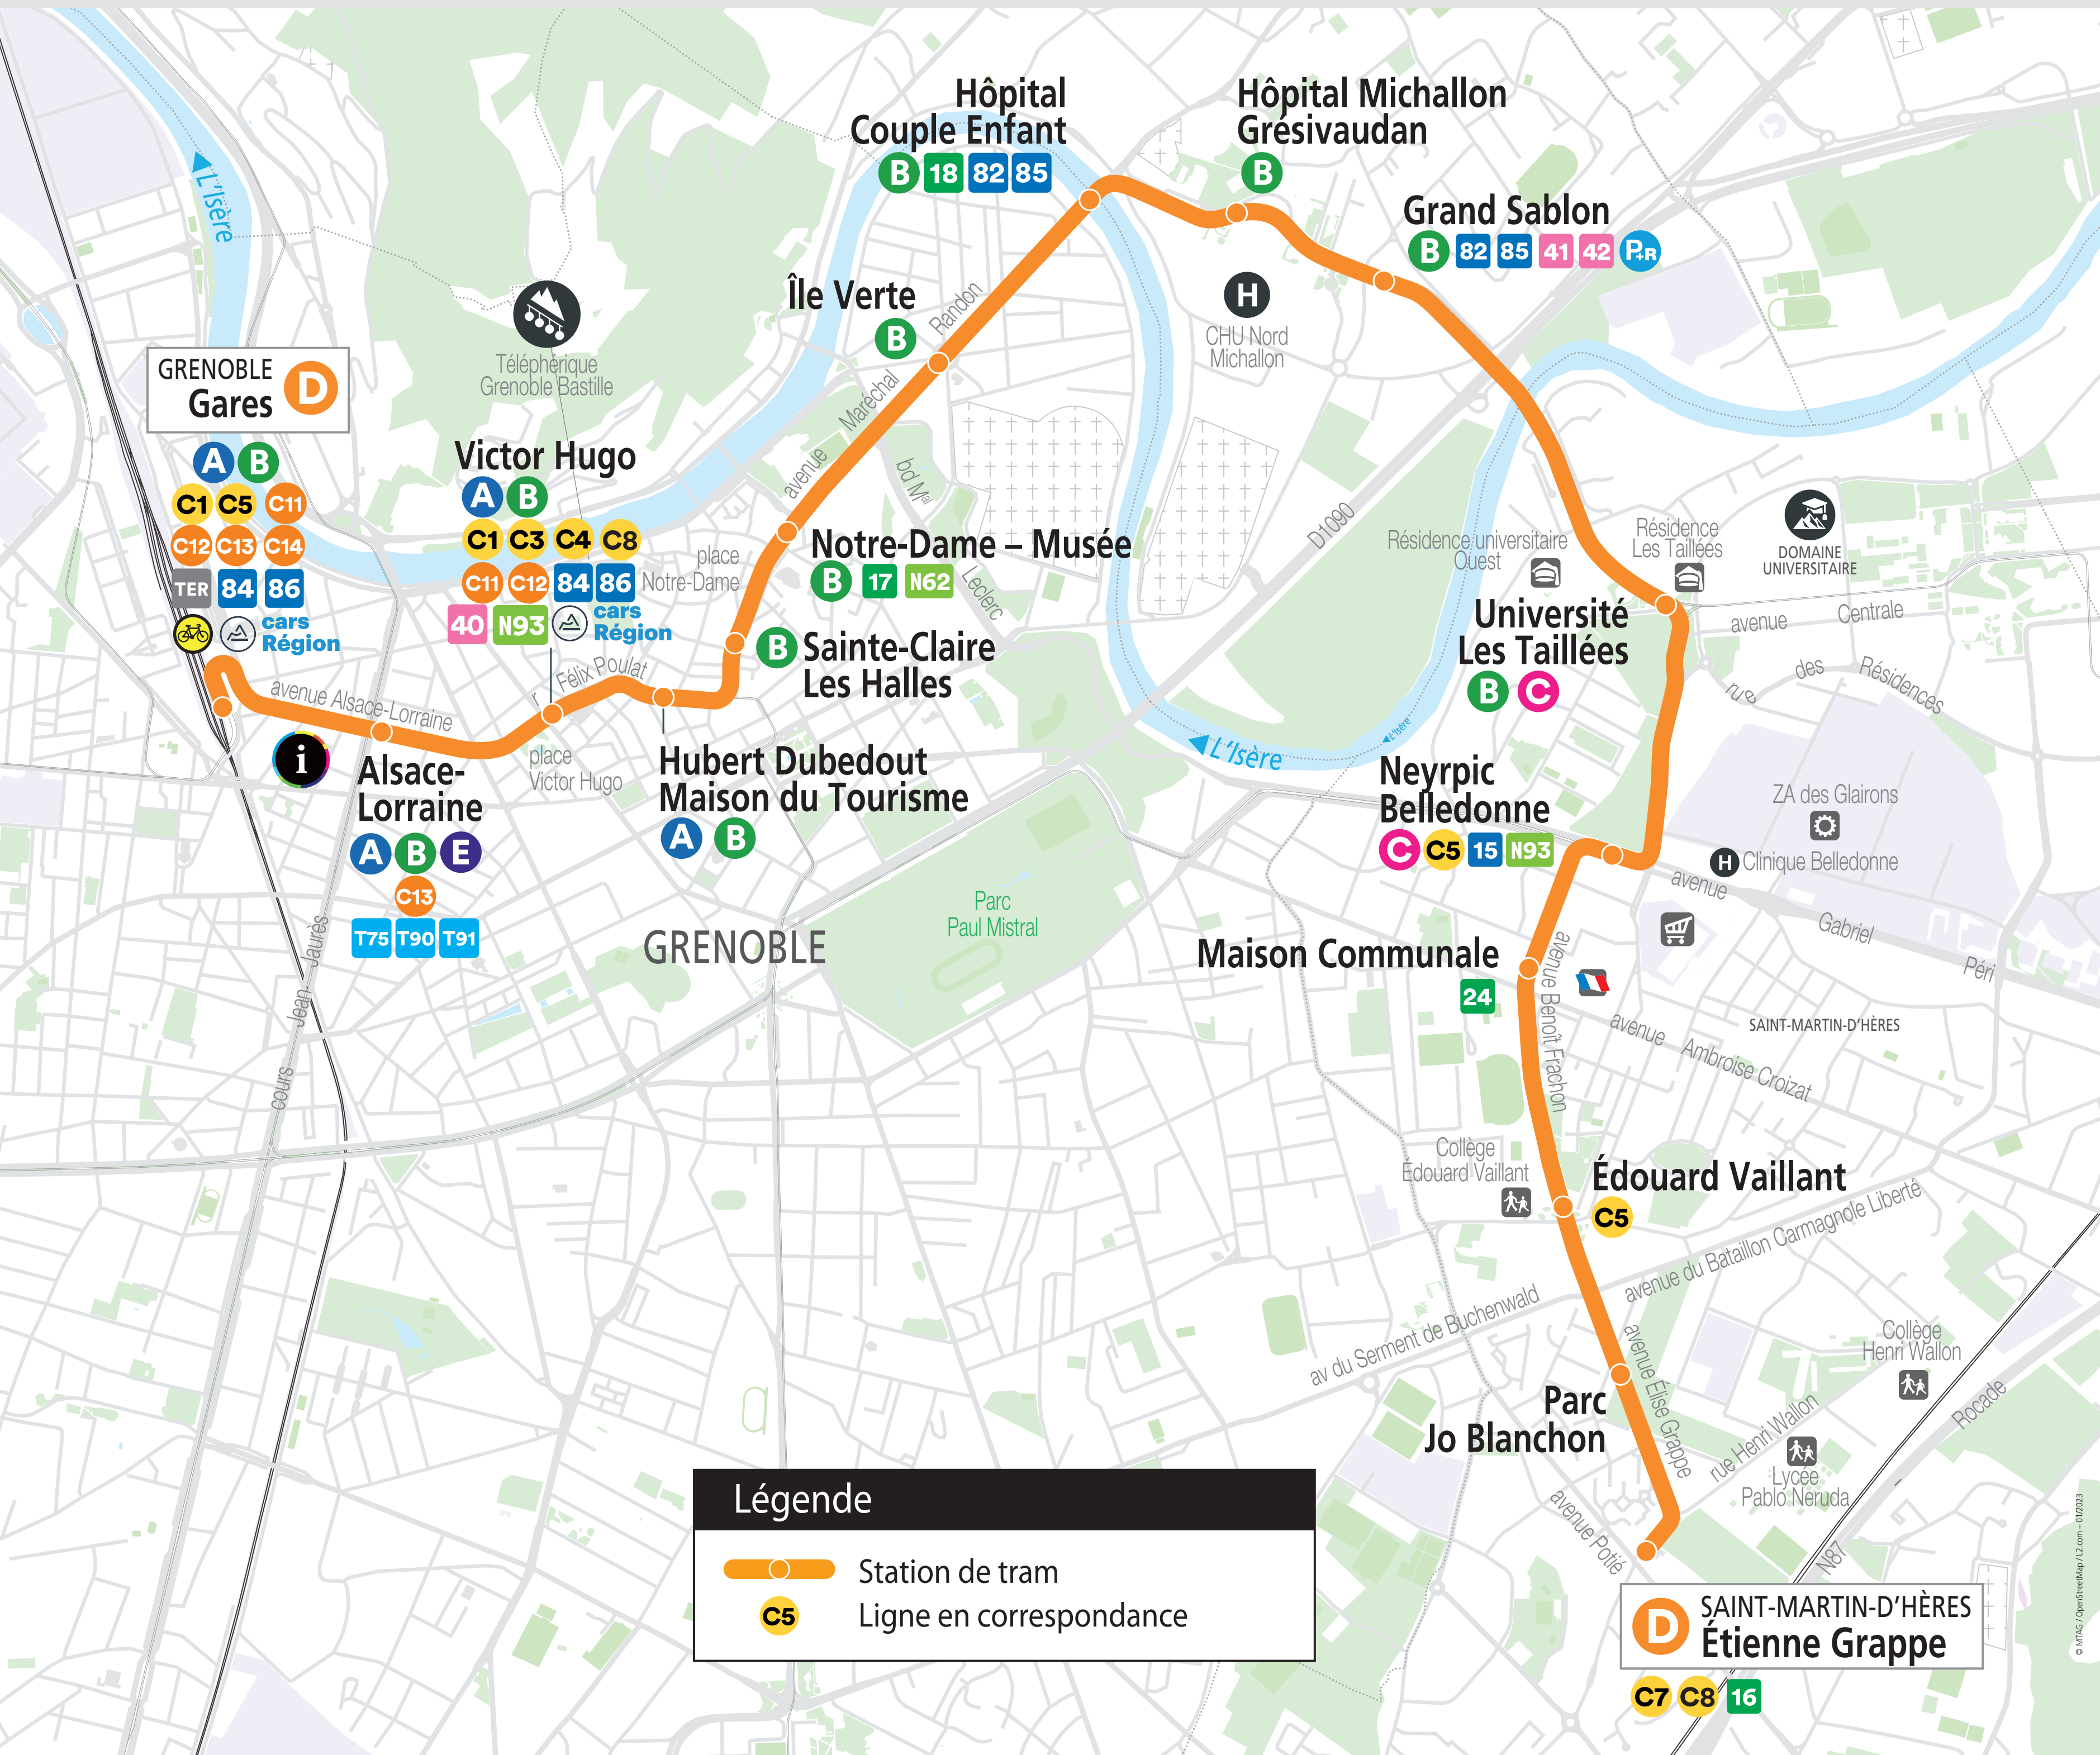 Hôpital
Couple Enfant
B 18 82 85
Hôpital Michallon
Grésivaudan
B
Grand Sablon
B 82 85 41 42 P+R
L'Isère
Île Verte
B
avenue Maréchal Randon
H
CHU Nord
Michallon
Téléphérique
Grenoble Bastille
GRENOBLE
Gares
D
A B
C1 C5 C11
C12 C13 C14
TER 84 86
cars
Région
Victor Hugo
A B
C1 C3 C4 C8
C11 C12 84 86
40 N93 cars
Région
place
Notre-Dame
bd Mal Leclerc
Notre-Dame – Musée
B 17 N62
B Sainte-Claire
Les Halles
D1090
Résidence universitaire
Ouest
Résidence
Les Taillées
DOMAINE
UNIVERSITAIRE
Université
Les Taillées
B C
avenue Centrale
rue des Résidences
avenue Alsace-Lorraine
r Félix Poulat
i
Alsace-
Lorraine
A B E
C13
T75 T90 T91
place
Victor Hugo
Hubert Dubedout
Maison du Tourisme
A B
L'Isère
L'Isère
Neyrpic
Belledonne
C C5 15 N93
ZA des Glairons
H Clinique Belledonne
avenue Gabriel Péri
Parc
Paul Mistral
GRENOBLE
cours Jean Jaurès
Maison Communale
24
avenue Benoît Frachon
SAINT-MARTIN-D'HÈRES
avenue Ambroise Croizat
Collège
Edouard Vaillant
Édouard Vaillant
C5
avenue du Bataillon Carmagnole Liberté
av du Serment de Buchenwald
Collège
Henri Wallon
avenue Élise Grappe
Parc
Jo Blanchon
rue Henri Wallon
Rocade
Lycée
Pablo Neruda
avenue Potié
N87
Légende
Station de tram
C5 Ligne en correspondance
D
SAINT-MARTIN-D'HÈRES
Étienne Grappe
C7 C8 16
© MTAG / OpenStreetMap / L2.com – 01/2023